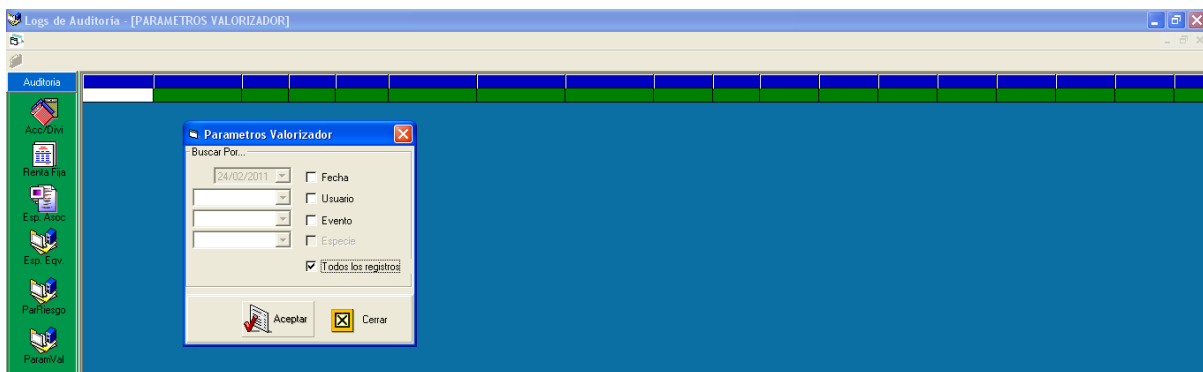 Logs de Auditoria - [PARAMETROS VALORIZADOR]
Auditoria
Acc/Divi
Renta Fija
Esp. Asoc
Esp. Eqv.
ParRiesgo
ParamVal
Parametros Valorizador
Buscar Por...
24/02/2011 Fecha
Usuario
Evento
Especie
Todos los registros
Aceptar Cerrar